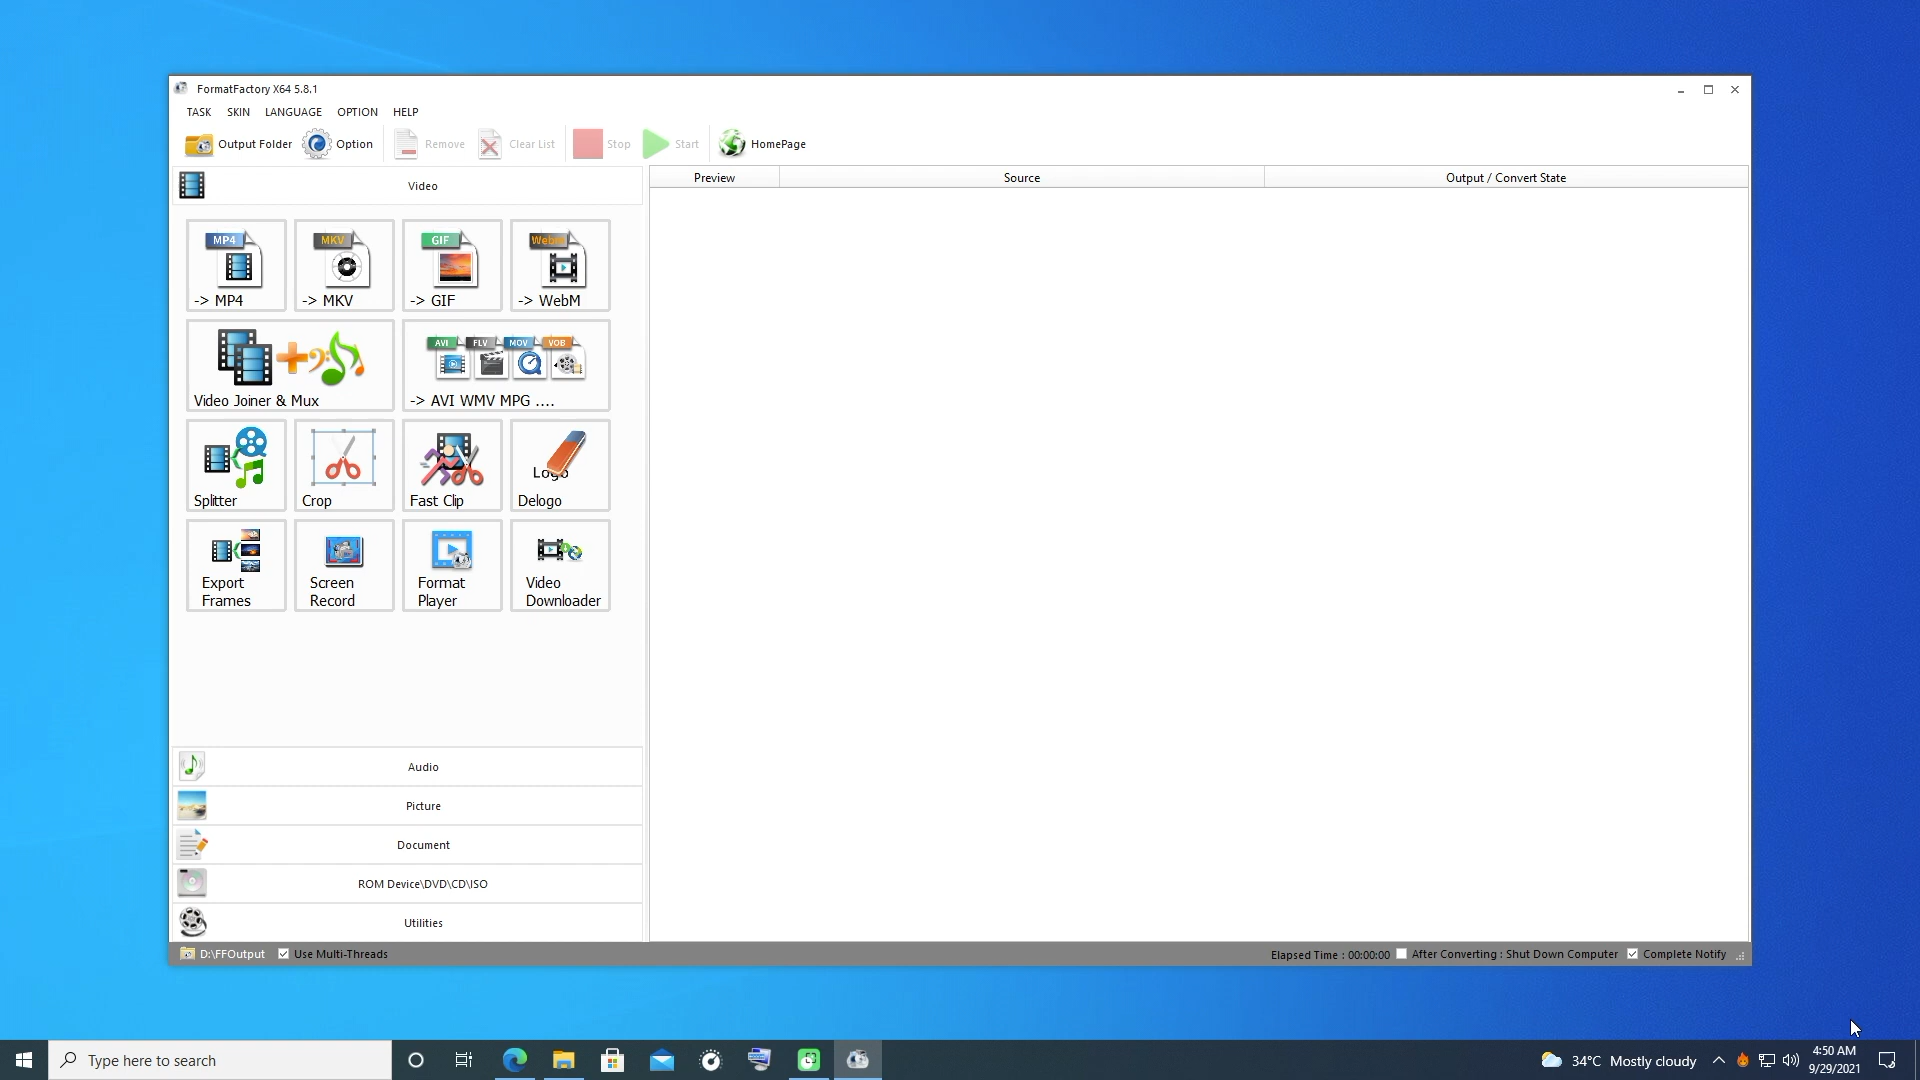 FormatFactory X64 5.8.1
TASK SKIN LANGUAGE OPTION HELP
Output Folder Option Remove Clear List Stop Start HomePage
Video
Preview Source Output / Convert State
MP4 MKV GIF WebM
-> MP4 -> MKV -> GIF -> WebM
AVI FLV MOV VOB
Video Joiner & Mux -> AVI WMV MPG ....
Logo
Splitter Crop Fast Clip Delogo
Export Screen Format Video
Frames Record Player Downloader
Audio
Picture
Document
ROM Device\DVD\CD\ISO
Utilities
D:\FFOutput Use Multi-Threads Elapsed Time : 00:00:00 After Converting : Shut Down Computer Complete Notify
Type here to search 34°C Mostly cloudy 4:50 AM
9/29/2021